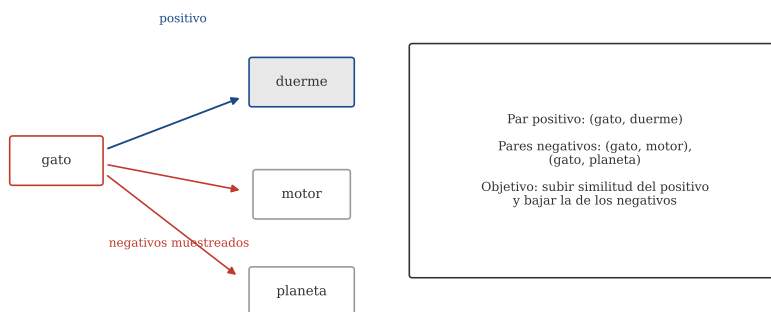 positivo
duerme
gato
motor
negativos muestreados
planeta
Par positivo: (gato, duerme)
Pares negativos: (gato, motor),
(gato, planeta)
Objetivo: subir similitud del positivo
y bajar la de los negativos